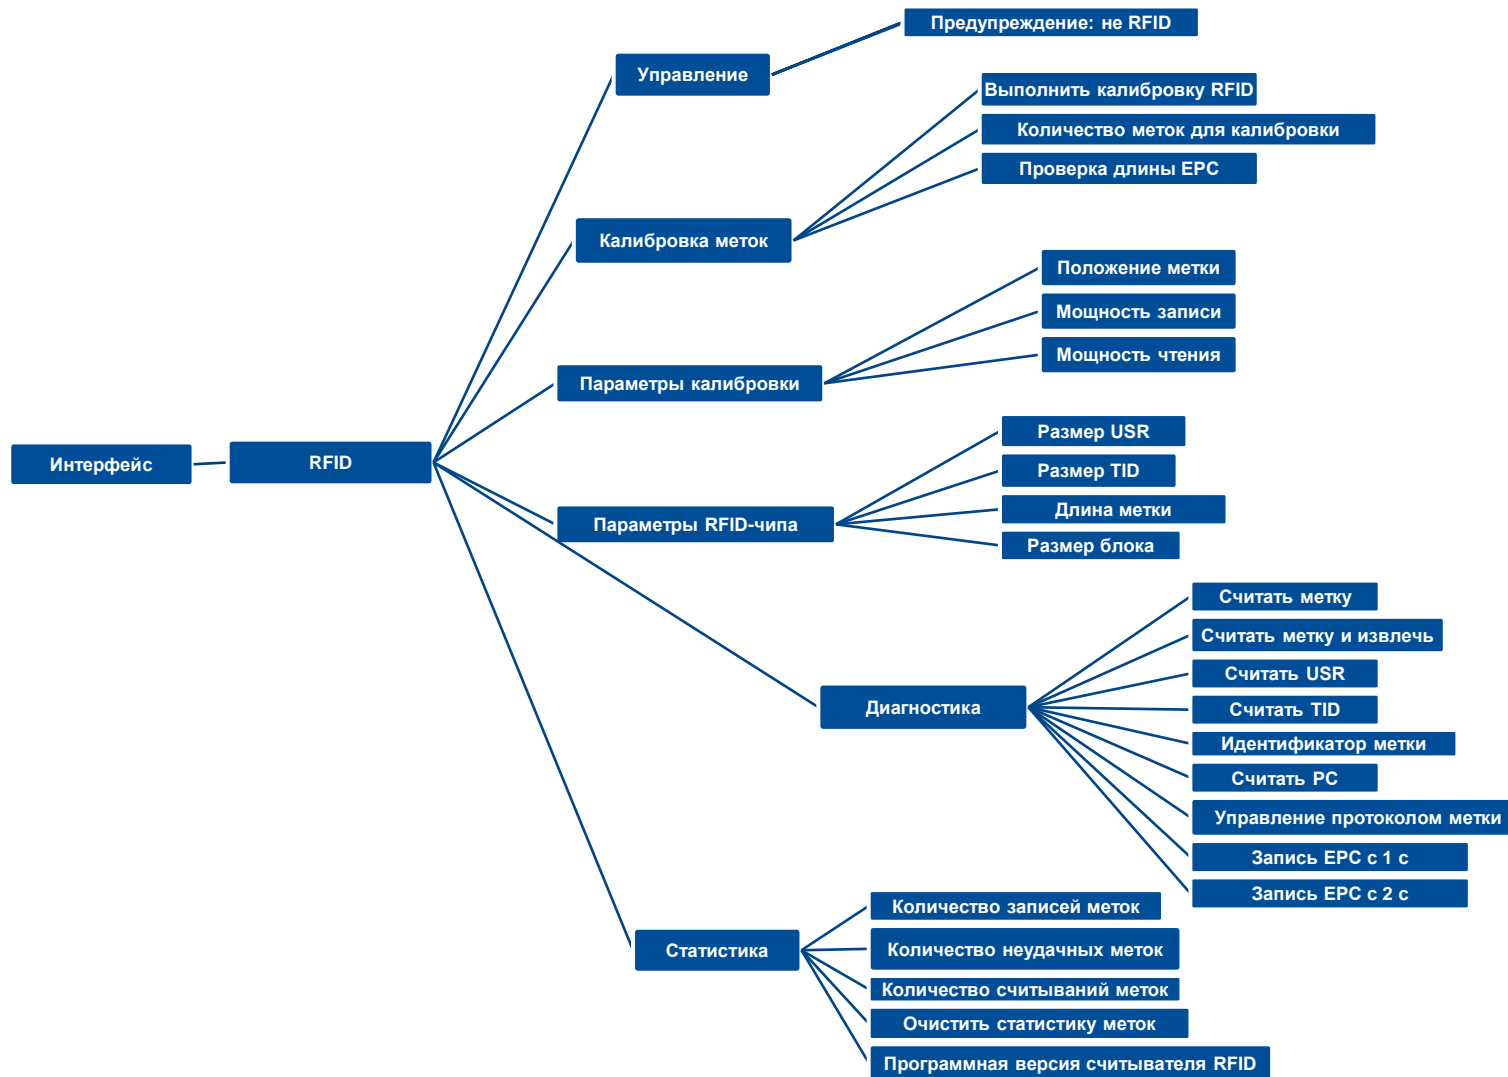 Предупреждение: не RFID
Управление
Выполнить калибровку RFID
Количество меток для калибровки
Проверка длины EPC
Калибровка меток
Положение метки
Мощность записи
Мощность чтения
Параметры калибровки
Интерфейс
RFID
Размер USR
Размер TID
Длина метки
Размер блока
Параметры RFID-чипа
Считать метку
Считать метку и извлечь
Считать USR
Считать TID
Идентификатор метки
Считать PC
Управление протоколом метки
Запись EPC с 1 с
Запись EPC с 2 с
Диагностика
Количество записей меток
Количество неудачных меток
Количество считываний меток
Очистить статистику меток
Программная версия считывателя RFID
Статистика